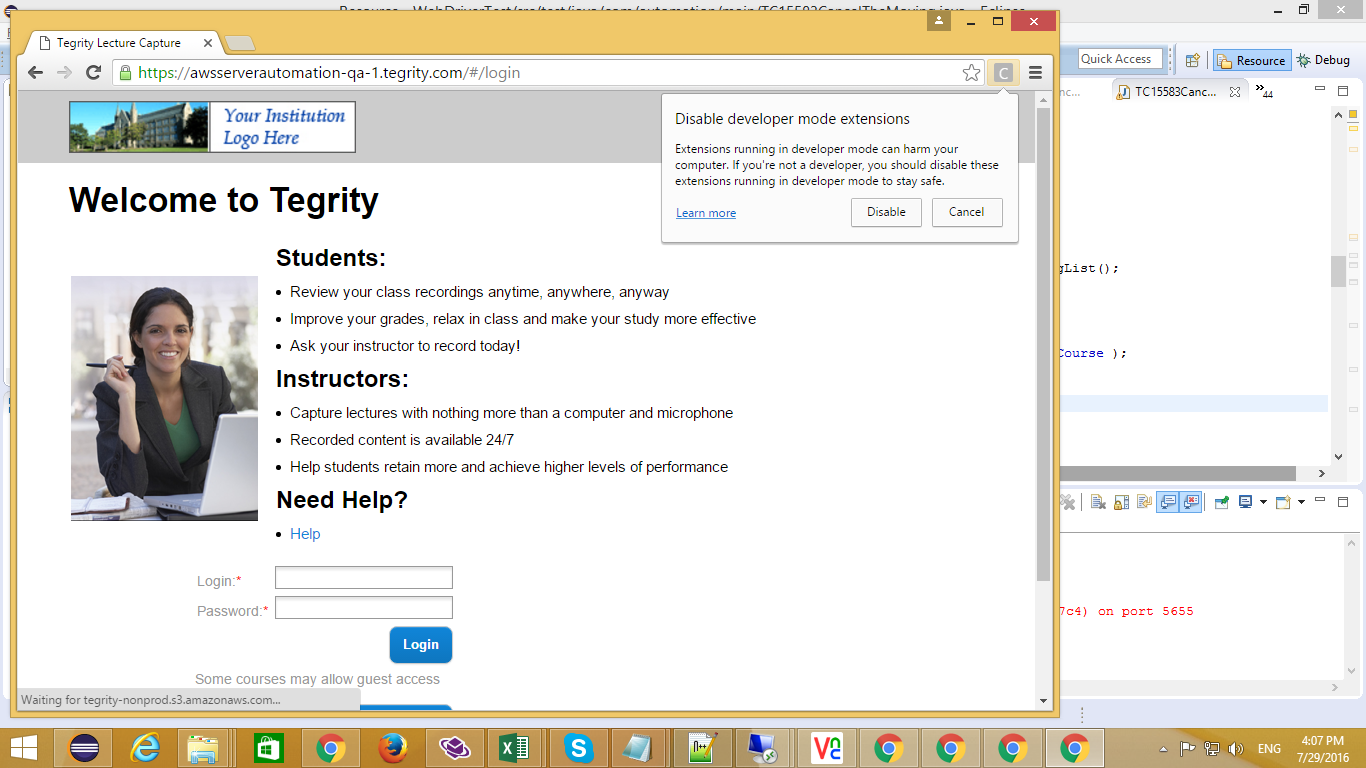 Resource - WebDriverTest/src/test/java/com/automation/main/TC15583CancelTheMoving.java - Eclipse
Tegrity Lecture Capture
https://awsserverautomation-qa-1.tegrity.com/#/login
Quick Access
Resource
Debug
TC15583Canc...
44
Your Institution
Logo Here
Disable developer mode extensions
Extensions running in developer mode can harm your
computer. If you're not a developer, you should disable these
extensions running in developer mode to stay safe.
Learn more
Disable
Cancel
Welcome to Tegrity
Students:
Review your class recordings anytime, anywhere, anyway
Improve your grades, relax in class and make your study more effective
Ask your instructor to record today!
Instructors:
Capture lectures with nothing more than a computer and microphone
Recorded content is available 24/7
Help students retain more and achieve higher levels of performance
Need Help?
Help
gList();
Course );
Login:*
Password:*
Login
Some courses may allow guest access
7c4) on port 5655
Waiting for tegrity-nonprod.s3.amazonaws.com...
ENG
4:07 PM
7/29/2016